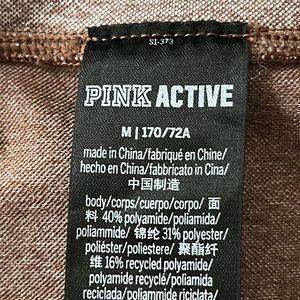 SI-373
PINK ACTIVE
M | 170/72A
made in China/fabriqué en Chine/
hecho en China/fabbricato in Cina/
中国制造
body/corps/cuerpo/corpo/ 面
料 40% polyamide/poliamida/
poliammide/ 锦纶 31% polyester/
poliéster/poliestere/ 聚酯纤
维 16% recycled polyamide/
polyamide recyclé/poliamida
reciclada/poliammide riciclata/